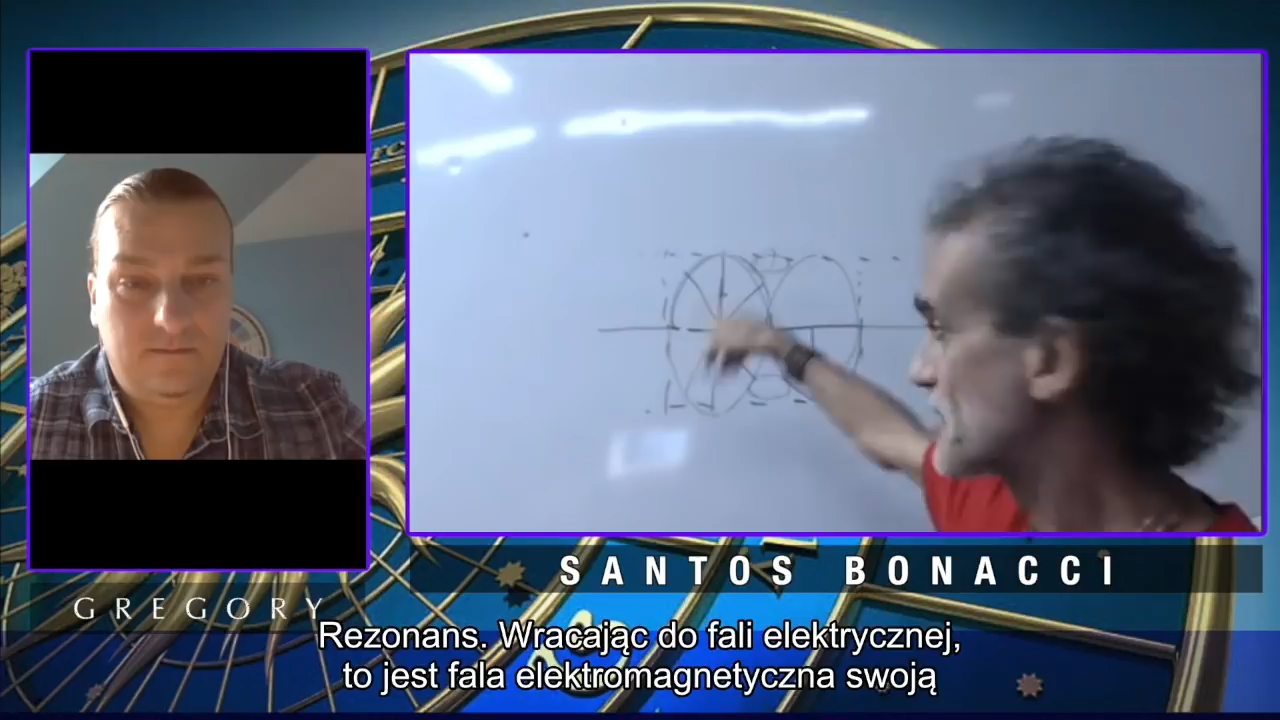 SANTOS BONACCI
GREGORY
Rezonans. Wracając do fali elektrycznej,
to jest fala elektromagnetyczna swoją